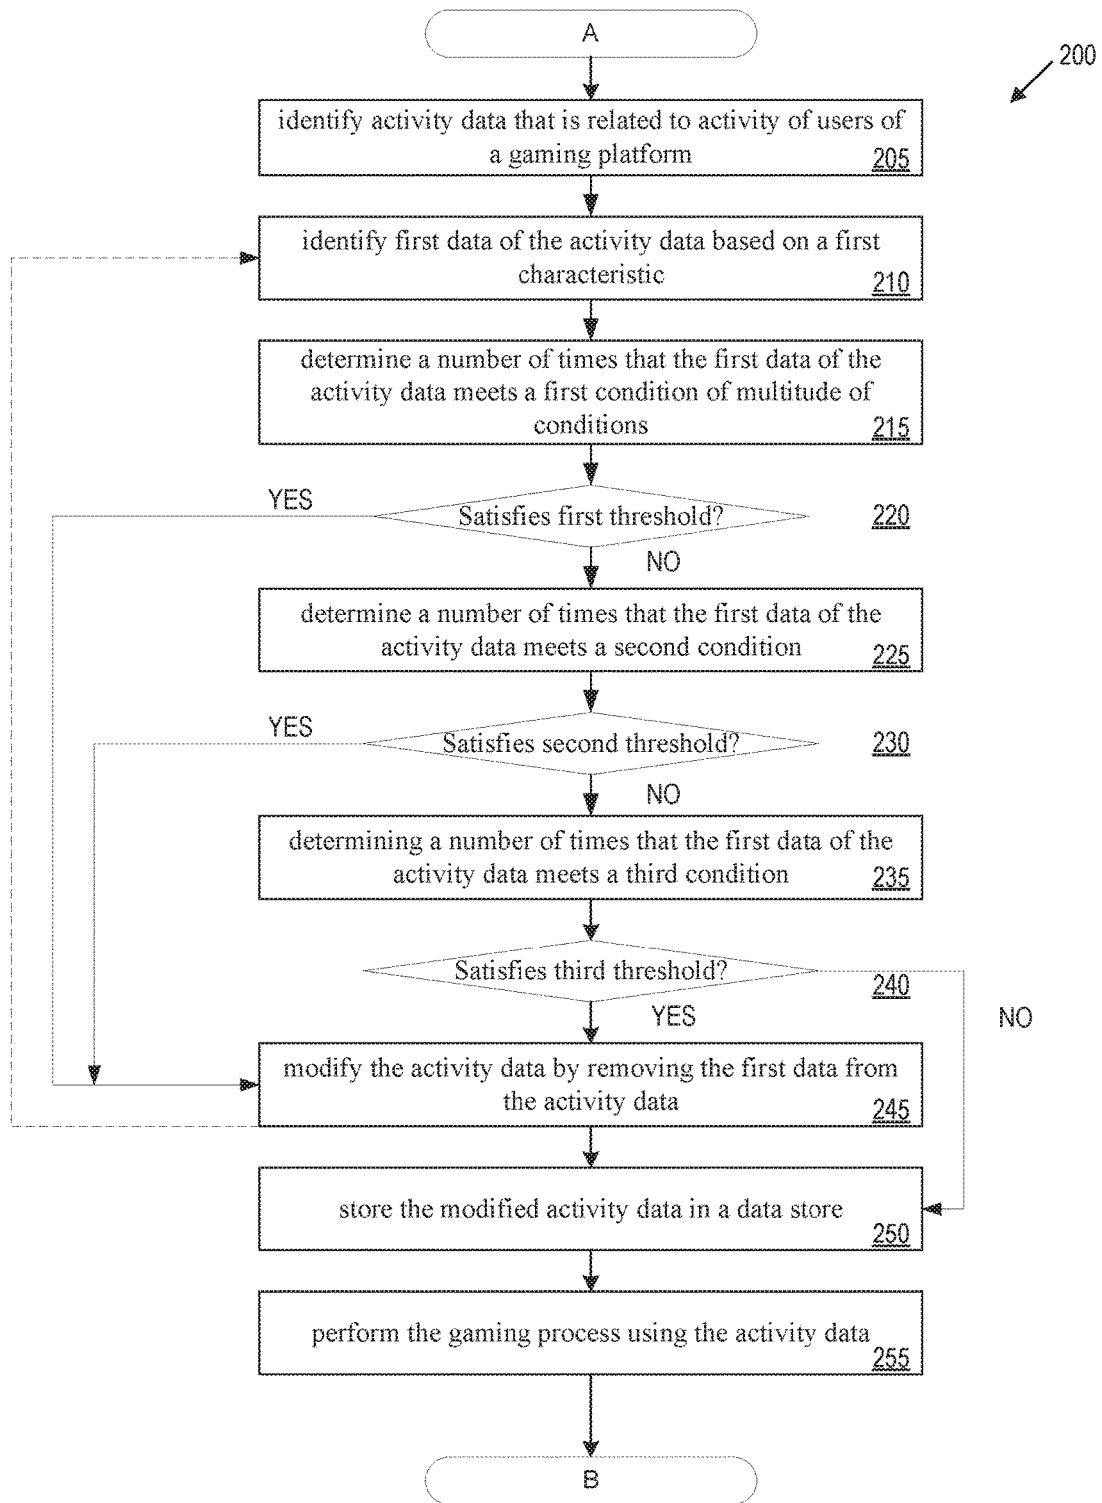 A
200
identify activity data that is related to activity of users of
a gaming platform
205
identify first data of the activity data based on a first
characteristic
210
determine a number of times that the first data of the
activity data meets a first condition of multitude of
conditions
215
YES
Satisfies first threshold?
220
NO
determine a number of times that the first data of the
activity data meets a second condition
225
YES
Satisfies second threshold?
230
NO
determining a number of times that the first data of the
activity data meets a third condition
235
Satisfies third threshold?
240
YES
NO
modify the activity data by removing the first data from
the activity data
245
store the modified activity data in a data store
250
perform the gaming process using the activity data
255
B